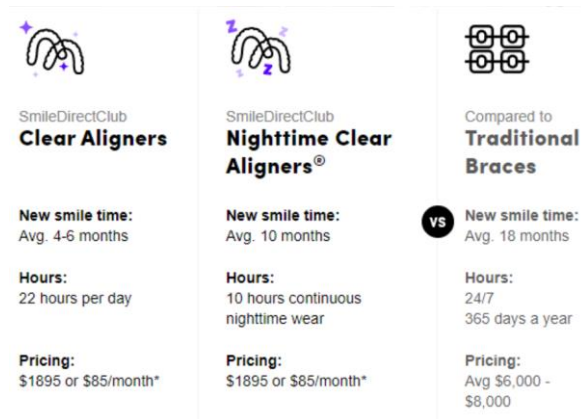 SmileDirectClub
Clear Aligners
New smile time:
Avg. 4-6 months
Hours:
22 hours per day
Pricing:
$1895 or $85/month*
z
z
z
z
SmileDirectClub
Nighttime Clear
Aligners®
New smile time:
Avg. 10 months
Hours:
10 hours continuous
nighttime wear
Pricing:
$1895 or $85/month*
VS
Compared to
Traditional
Braces
New smile time:
Avg. 18 months
Hours:
24/7
365 days a year
Pricing:
Avg $6,000 -
$8,000